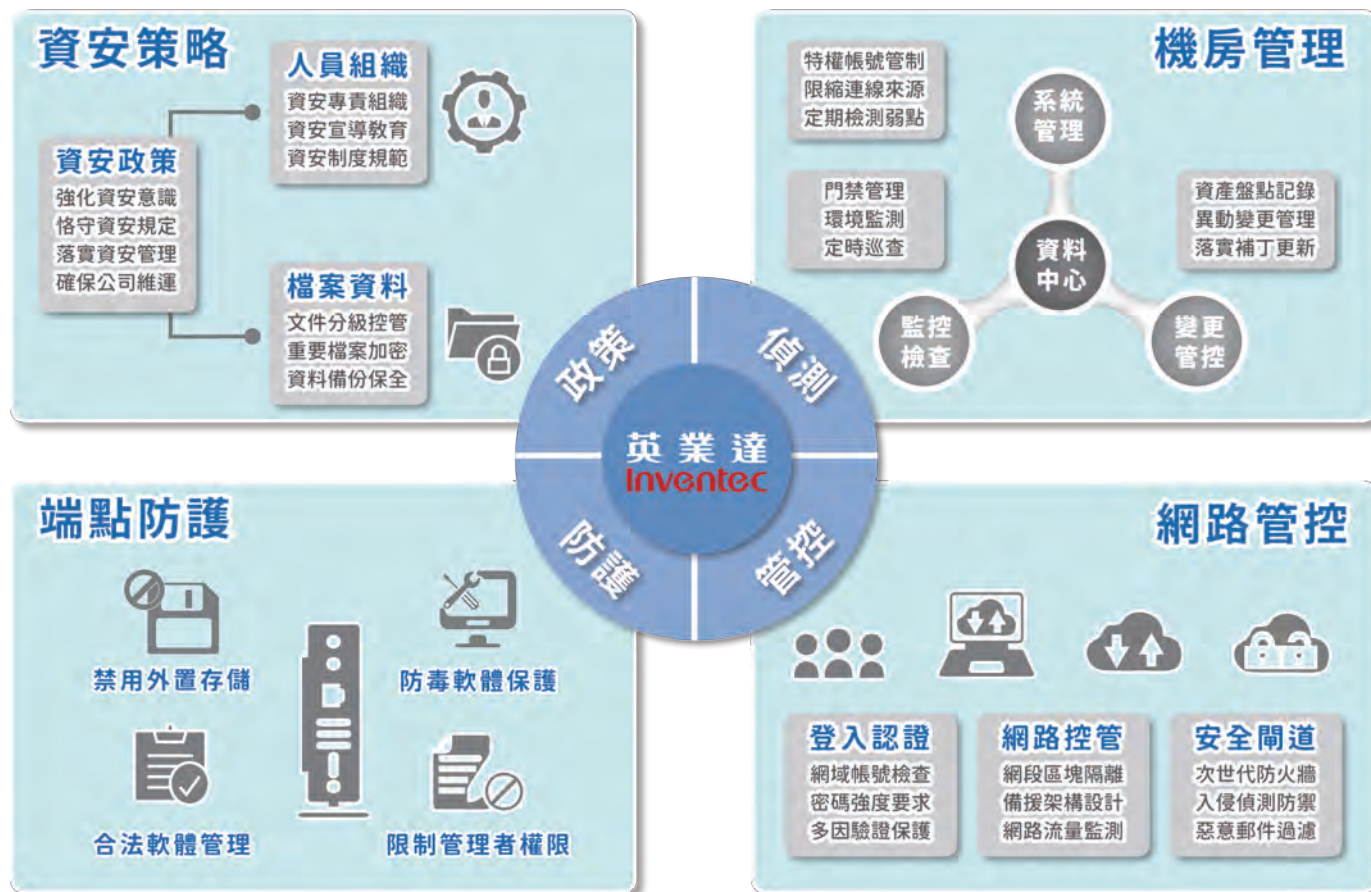 資安策略
資安政策
強化資安意識
恪守資安規定
落實資安管理
確保公司維運
人員組織
資安專責組織
資安宣導教育
資安制度規範
檔案資料
文件分級控管
重要檔案加密
資料備份保全
機房管理
特權帳號管制
限縮連線來源
定期檢測弱點
系統
管理
門禁管理
環境監測
定時巡查
資產盤點記錄
異動變更管理
落實補丁更新
資料
中心
監控
檢查
變更
管控
政策
偵測
英業達
Inventec
防護
管控
端點防護
禁用外置存儲
防毒軟體保護
合法軟體管理
限制管理者權限
網路管控
登入認證
網域帳號檢查
密碼強度要求
多因驗證保護
網路控管
網段區塊隔離
備援架構設計
網路流量監測
安全閘道
次世代防火牆
入侵偵測防禦
惡意郵件過濾